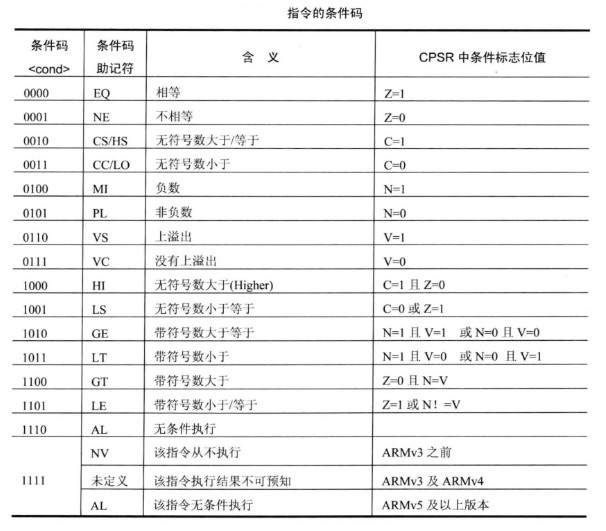 指令的条件码
条件码 <cond> 条件码助记符 含 义 CPSR 中条件标志位值
0000 EQ 相等 Z=1
0001 NE 不相等 Z=0
0010 CS/HS 无符号数大于/等于 C=1
0011 CC/LO 无符号数小于 C=0
0100 MI 负数 N=1
0101 PL 非负数 N=0
0110 VS 上溢出 V=1
0111 VC 没有上溢出 V=0
1000 HI 无符号数大于(Higher) C=1 且 Z=0
1001 LS 无符号数小于等于 C=0 或 Z=1
1010 GE 带符号数大于等于 N=1 且 V=1 或 N=0 且 V=0
1011 LT 带符号数小于 N=1 且 V=0 或 N=0 且 V=1
1100 GT 带符号数大于 Z=0 且 N=V
1101 LE 带符号数小于/等于 Z=1 或 N! =V
1110 AL 无条件执行
1111 NV 该指令从不执行 ARMv3 之前
未定义 该指令执行结果不可预知 ARMv3 及 ARMv4
AL 该指令无条件执行 ARMv5 及以上版本